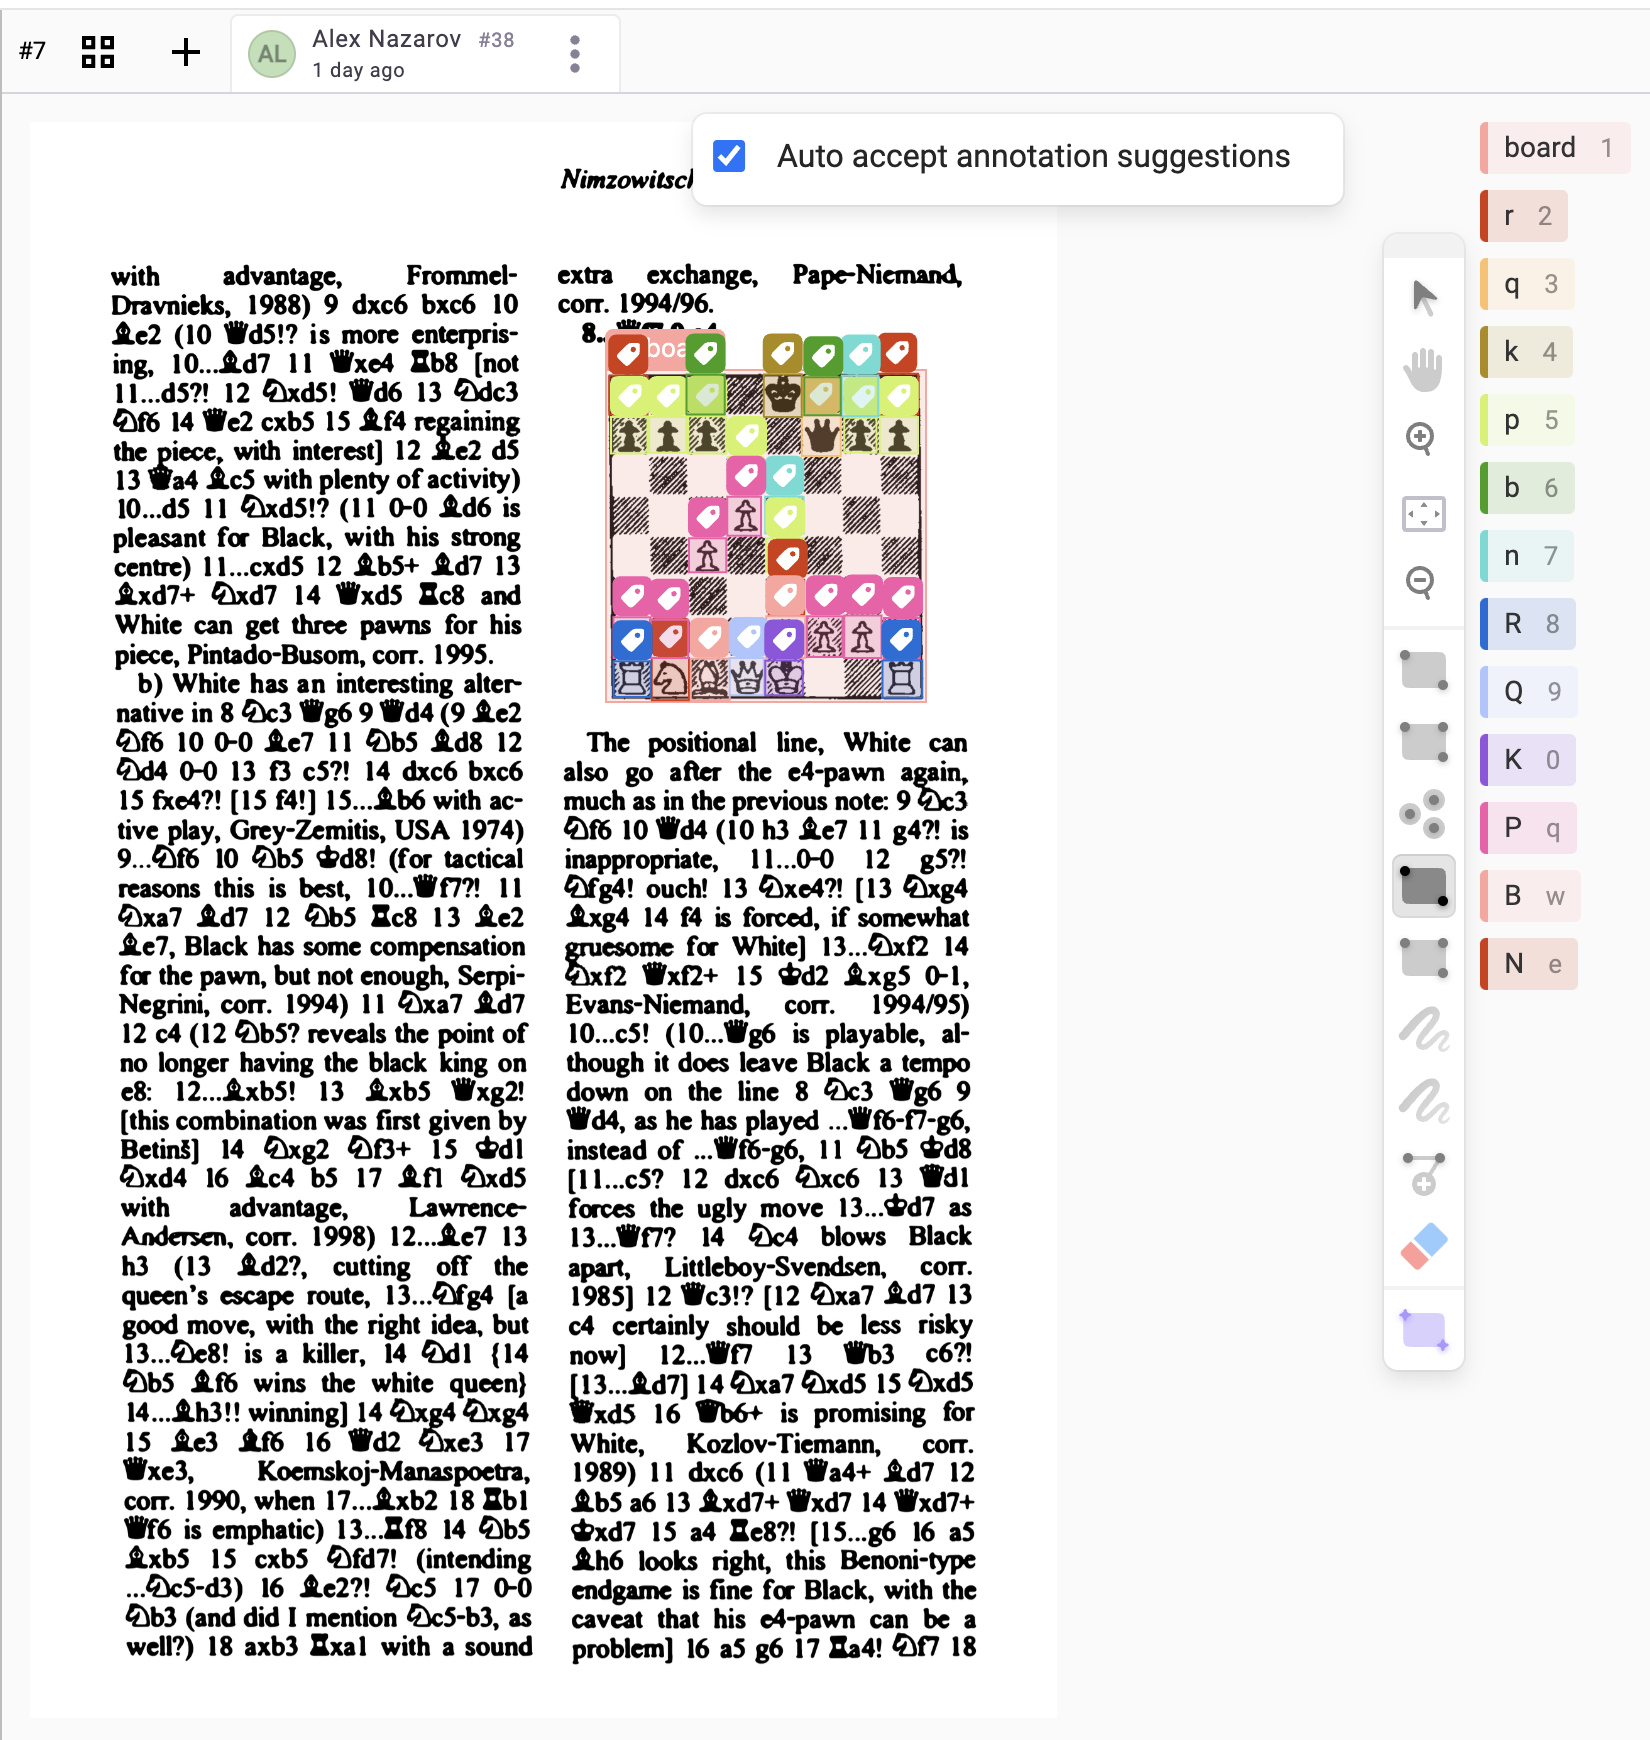 #7
Alex Nazarov #38
AL
1 day ago
Auto accept annotation suggestions
board 1
r 2
q 3
k 4
p 5
b 6
n 7
R 8
Q 9
K 0
P q
B w
N e
with advantage, Frommel-
Dravnieks, 1988) 9 dxc6 bxc6 10
♝e2 (10 ♛d5!? is more enterpris-
ing, 10...♝d7 11 ♛xe4 ♜b8 [not
11...d5?! 12 ♘xd5! ♛d6 13 ♘dc3
♘f6 14 ♛e2 cxb5 15 ♝f4 regaining
the piece, with interest] 12 ♝e2 d5
13 ♛a4 ♝c5 with plenty of activity)
10...d5 11 ♘xd5!? (11 0-0 ♝d6 is
pleasant for Black, with his strong
centre) 11...cxd5 12 ♝b5+ ♝d7 13
♝xd7+ ♘xd7 14 ♛xd5 ♜c8 and
White can get three pawns for his
piece, Pintado-Busom, corr. 1995.
b) White has an interesting alter-
native in 8 ♘c3 ♛g6 9 ♛d4 (9 ♝e2
♘f6 10 0-0 ♝e7 11 ♘b5 ♝d8 12
♘d4 0-0 13 f3 c5?! 14 dxc6 bxc6
15 fxe4?! [15 f4!] 15...♝b6 with ac-
tive play, Grey-Zemitis, USA 1974)
9...♘f6 10 ♘b5 ♚d8! (for tactical
reasons this is best, 10...♛f7?! 11
♘xa7 ♝d7 12 ♘b5 ♜c8 13 ♝e2
♝e7, Black has some compensation
for the pawn, but not enough, Serpi-
Negrini, corr. 1994) 11 ♘xa7 ♝d7
12 c4 (12 ♘b5? reveals the point of
no longer having the black king on
e8: 12...♝xb5! 13 ♝xb5 ♛xg2!
[this combination was first given by
Betinš] 14 ♘xg2 ♘f3+ 15 ♚d1
♘xd4 16 ♝c4 b5 17 ♝f1 ♘xd5
with advantage, Lawrence-
Andersen, corr. 1998) 12...♝e7 13
h3 (13 ♝d2?, cutting off the
queen's escape route, 13...♘fg4 [a
good move, with the right idea, but
13...♘e8! is a killer, 14 ♘d1 {14
♘b5 ♝f6 wins the white queen}
14...♝h3!! winning] 14 ♘xg4 ♘xg4
15 ♝e3 ♝f6 16 ♛d2 ♘xe3 17
♛xe3, Koemskoj-Manaspoetra,
corr. 1990, when 17...♝xb2 18 ♜b1
♛f6 is emphatic) 13...♜f8 14 ♘b5
♝xb5 15 cxb5 ♘fd7! (intending
...♘c5-d3) 16 ♝e2?! ♘c5 17 0-0
♘b3 (and did I mention ♘c5-b3, as
well?) 18 axb3 ♜xa1 with a sound
Nimzowitsch
extra exchange, Pape-Niemand,
corr. 1994/96.
The positional line, White can
also go after the e4-pawn again,
much as in the previous note: 9 ♘c3
♘f6 10 ♛d4 (10 h3 ♝e7 11 g4?! is
inappropriate, 11...0-0 12 g5?!
♘fg4! ouch! 13 ♘xe4?! [13 ♘xg4
♝xg4 14 f4 is forced, if somewhat
gruesome for White] 13...♘xf2 14
♘xf2 ♛xf2+ 15 ♚d2 ♝xg5 0-1,
Evans-Niemand, corr. 1994/95)
10...c5! (10...♛g6 is playable, al-
though it does leave Black a tempo
down on the line 8 ♘c3 ♛g6 9
♛d4, as he has played ...♛f6-f7-g6,
instead of ...♛f6-g6, 11 ♘b5 ♚d8
[11...c5? 12 dxc6 ♘xc6 13 ♛d1
forces the ugly move 13...♚d7 as
13...♛f7? 14 ♘c4 blows Black
apart, Littleboy-Svendsen, corr.
1985] 12 ♛c3!? [12 ♘xa7 ♝d7 13
c4 certainly should be less risky
now] 12...♛f7 13 ♛b3 c6?!
[13...♝d7] 14 ♘xa7 ♘xd5 15 ♘xd5
♛xd5 16 ♛b6+ is promising for
White, Kozlov-Tiemann, corr.
1989) 11 dxc6 (11 ♛a4+ ♝d7 12
♝b5 a6 13 ♝xd7+ ♛xd7 14 ♛xd7+
♚xd7 15 a4 ♜e8?! [15...g6 16 a5
♝h6 looks right, this Benoni-type
endgame is fine for Black, with the
caveat that his e4-pawn can be a
problem] 16 a5 g6 17 ♜a4! ♘f7 18